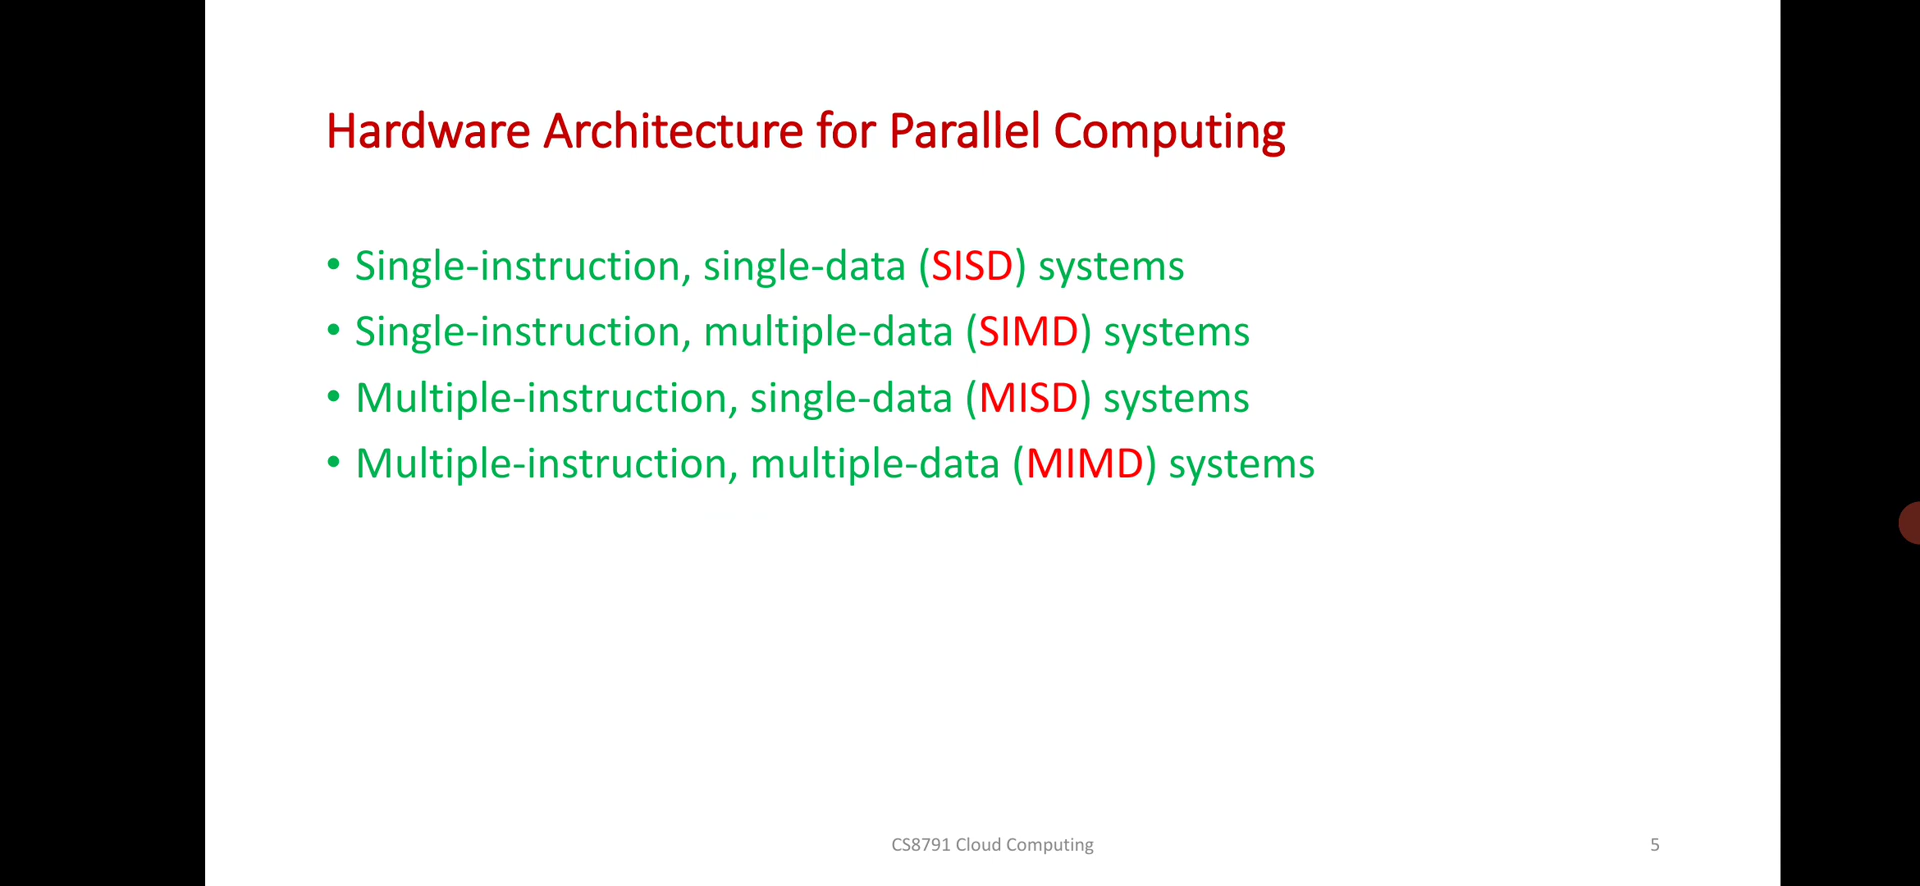 Hardware Architecture for Parallel Computing
• Single-instruction, single-data (SISD) systems
• Single-instruction, multiple-data (SIMD) systems
• Multiple-instruction, single-data (MISD) systems
• Multiple-instruction, multiple-data (MIMD) systems
CS8791 Cloud Computing
5